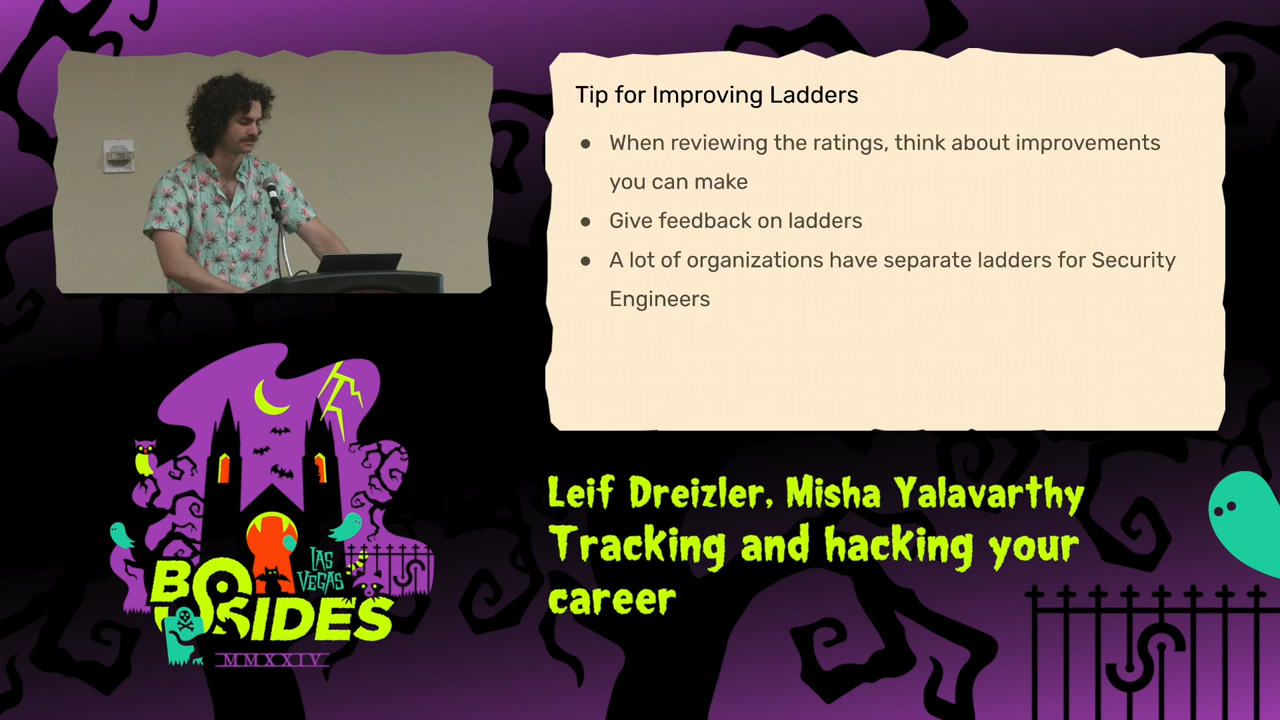 Tip for Improving Ladders
● When reviewing the ratings, think about improvements
you can make
● Give feedback on ladders
● A lot of organizations have separate ladders for Security
Engineers
Leif Dreizler, Misha Yalavarthy
Tracking and hacking your
career
LAS
VEGAS
BSIDES
MMXXIV